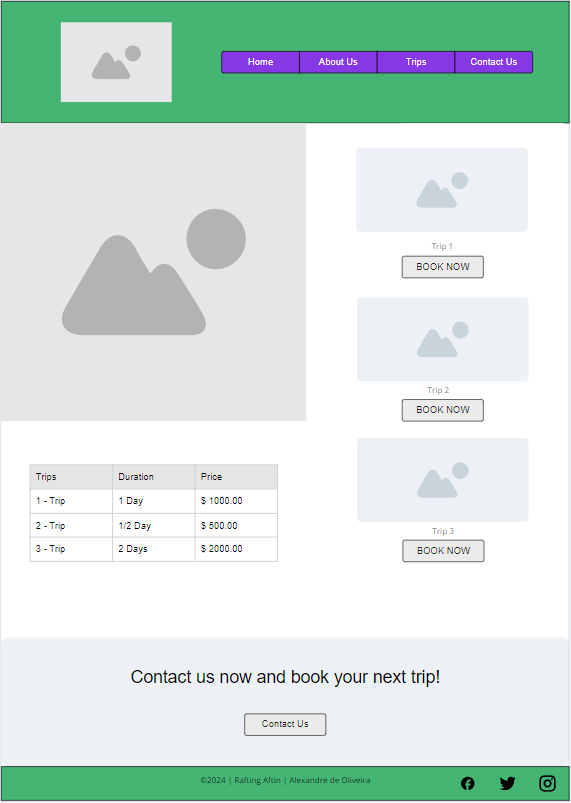 Home About Us Trips Contact Us
Trip 1
BOOK NOW
Trip 2
BOOK NOW
Trip 3
BOOK NOW
Trips Duration Price
1 - Trip 1 Day $ 1000.00
2 - Trip 1/2 Day $ 500.00
3 - Trip 2 Days $ 2000.00
Contact us now and book your next trip!
Contact Us
©2024 | Rafting Aftin | Alexandre de Oliveira